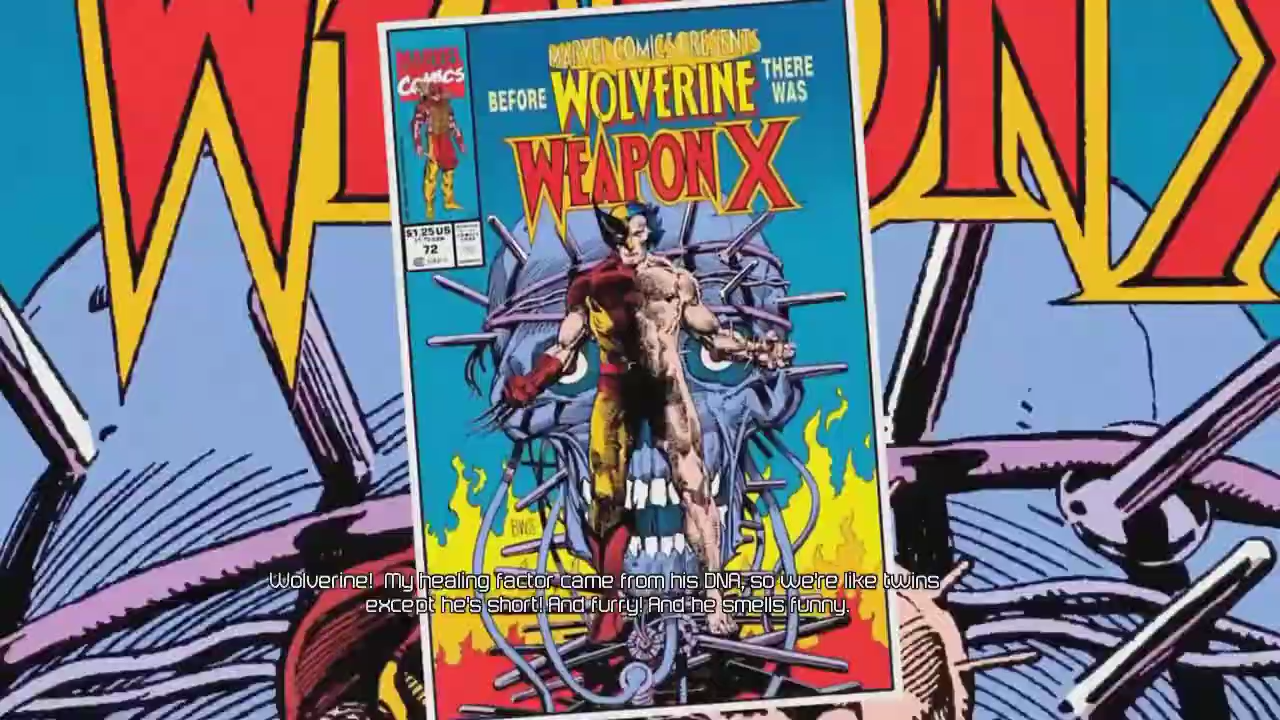 WEAPON X
MARVEL COMICS PRESENTS
MARVEL
COMICS
BEFORE WOLVERINE THERE
WAS
WEAPON X
$1.25 US
72
Wolverine! My healing factor came from his DNA, so we're like twins
except he's short! And furry! And he smells funny.